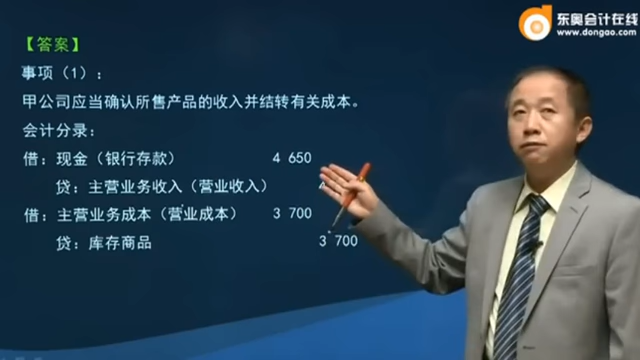 东奥会计在线
www.dongao.com
【答案】
事项（1）：
甲公司应当确认所售产品的收入并结转有关成本。
会计分录：
借：现金（银行存款） 4 650
贷：主营业务收入（营业收入）
借：主营业务成本（营业成本） 3 700
贷：库存商品 3 700